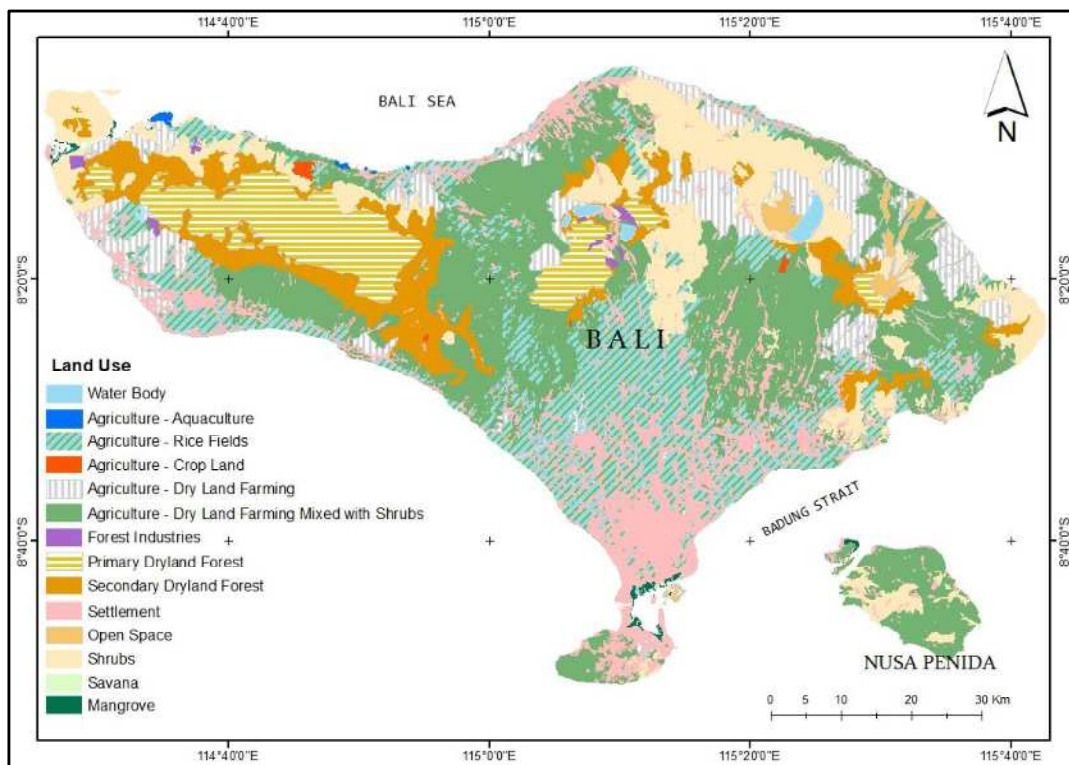 114°40'0"E 115°0'0"E 115°20'0"E 115°40'0"E
BALI SEA
N
8°20'0"S 8°20'0"S
BALI
Land Use
Water Body
Agriculture - Aquaculture
Agriculture - Rice Fields
Agriculture - Crop Land
Agriculture - Dry Land Farming
Agriculture - Dry Land Farming Mixed with Shrubs
Forest Industries
Primary Dryland Forest
Secondary Dryland Forest
Settlement
Open Space
Shrubs
Savana
Mangrove
BADUNG STRAIT
8°40'0"S 8°40'0"S
NUSA PENIDA
0 5 10 20 30 Km
114°40'0"E 115°0'0"E 115°20'0"E 115°40'0"E